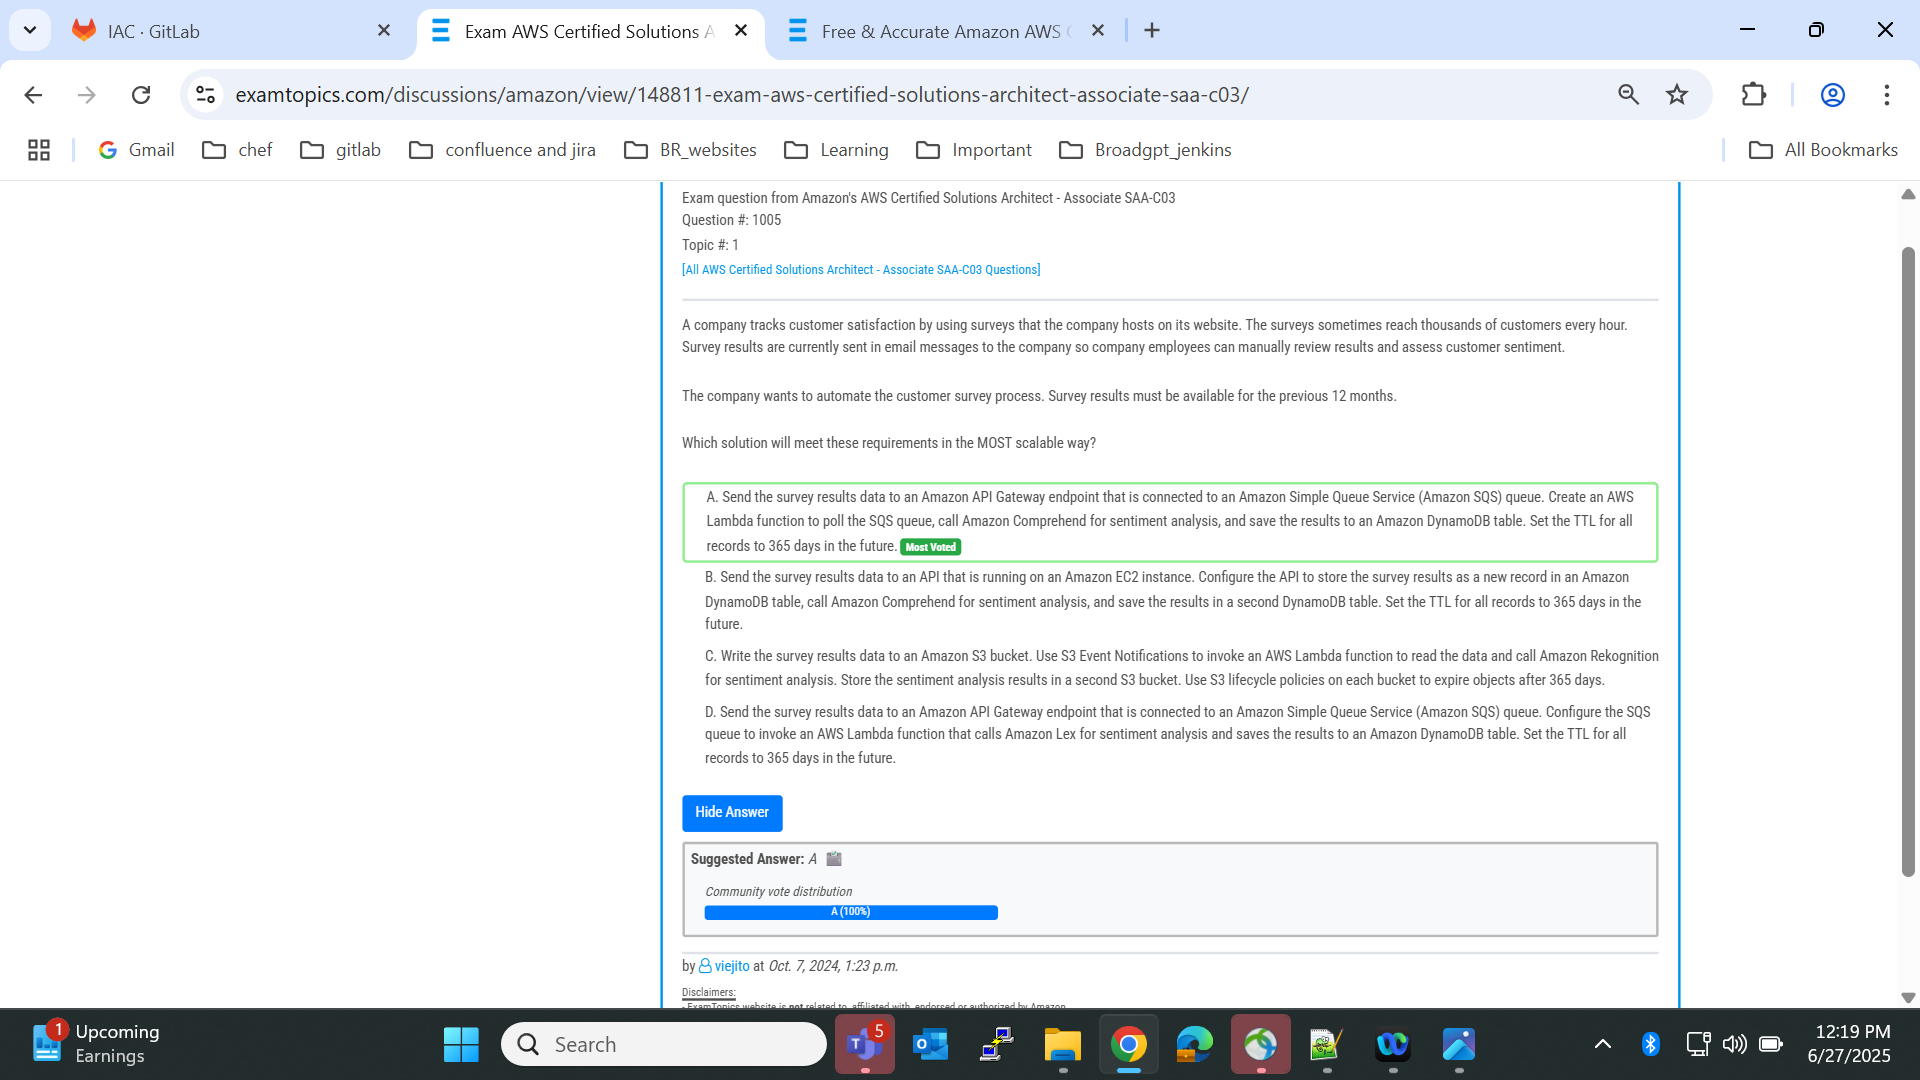 IAC · GitLab
Exam AWS Certified Solutions A
Free & Accurate Amazon AWS
examtopics.com/discussions/amazon/view/148811-exam-aws-certified-solutions-architect-associate-saa-c03/
Gmail chef gitlab confluence and jira BR_websites Learning Important Broadgpt_jenkins All Bookmarks
Exam question from Amazon's AWS Certified Solutions Architect - Associate SAA-C03
Question #: 1005
Topic #: 1
[All AWS Certified Solutions Architect - Associate SAA-C03 Questions]
A company tracks customer satisfaction by using surveys that the company hosts on its website. The surveys sometimes reach thousands of customers every hour.
Survey results are currently sent in email messages to the company so company employees can manually review results and assess customer sentiment.
The company wants to automate the customer survey process. Survey results must be available for the previous 12 months.
Which solution will meet these requirements in the MOST scalable way?
A. Send the survey results data to an Amazon API Gateway endpoint that is connected to an Amazon Simple Queue Service (Amazon SQS) queue. Create an AWS
Lambda function to poll the SQS queue, call Amazon Comprehend for sentiment analysis, and save the results to an Amazon DynamoDB table. Set the TTL for all
records to 365 days in the future. Most Voted
B. Send the survey results data to an API that is running on an Amazon EC2 instance. Configure the API to store the survey results as a new record in an Amazon
DynamoDB table, call Amazon Comprehend for sentiment analysis, and save the results in a second DynamoDB table. Set the TTL for all records to 365 days in the
future.
C. Write the survey results data to an Amazon S3 bucket. Use S3 Event Notifications to invoke an AWS Lambda function to read the data and call Amazon Rekognition
for sentiment analysis. Store the sentiment analysis results in a second S3 bucket. Use S3 lifecycle policies on each bucket to expire objects after 365 days.
D. Send the survey results data to an Amazon API Gateway endpoint that is connected to an Amazon Simple Queue Service (Amazon SQS) queue. Configure the SQS
queue to invoke an AWS Lambda function that calls Amazon Lex for sentiment analysis and saves the results to an Amazon DynamoDB table. Set the TTL for all
records to 365 days in the future.
Hide Answer
Suggested Answer: A
Community vote distribution
A (100%)
by viejito at Oct. 7, 2024, 1:23 p.m.
Disclaimers:
- ExamTopics website is not related to, affiliated with, endorsed or authorized by Amazon.
1 Upcoming
Earnings
Search
5
12:19 PM
6/27/2025